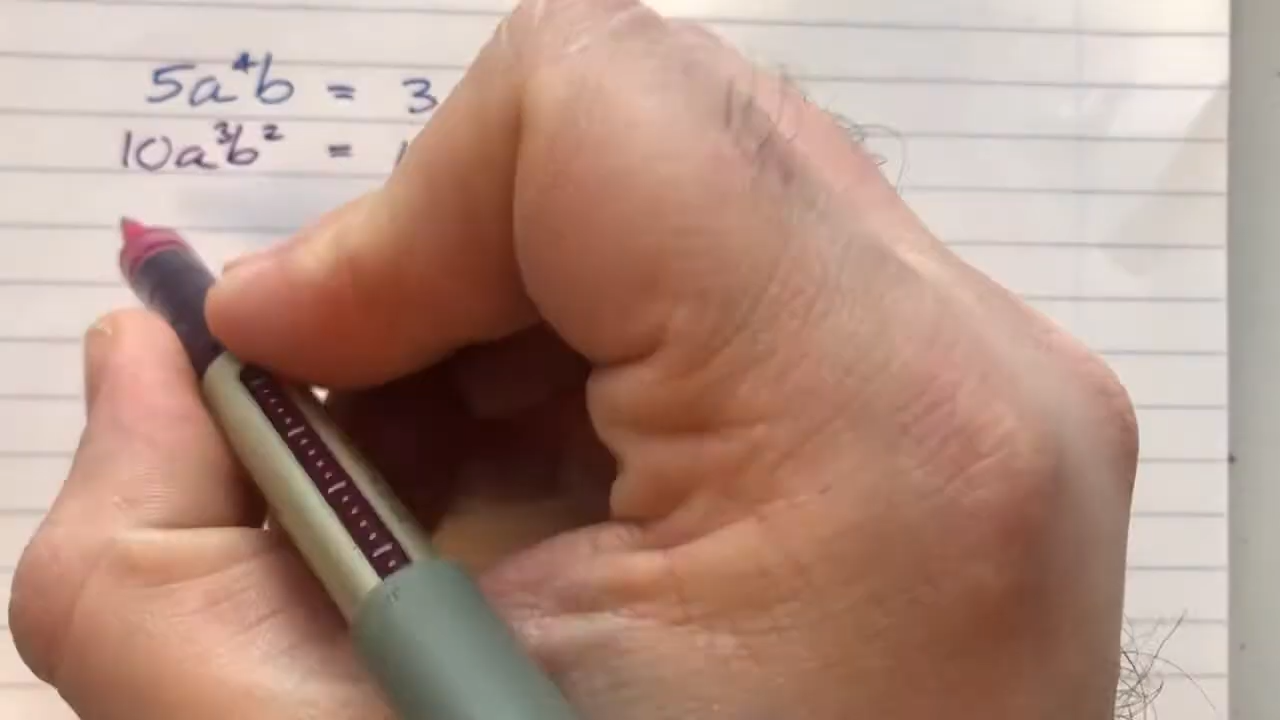 5a⁴b = 3
10a³b² =